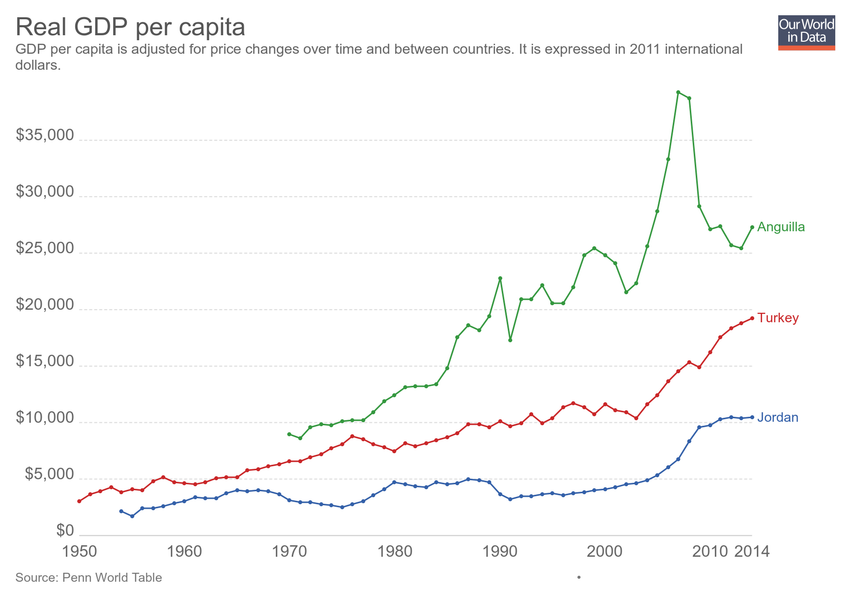 Real GDP per capita
GDP per capita is adjusted for price changes over time and between countries. It is expressed in 2011 international
dollars.
Our World
in Data
$35,000
$30,000
$25,000
$20,000
$15,000
$10,000
$5,000
$0
Anguilla
Turkey
Jordan
1950
1960
1970
1980
1990
2000
2010
2014
Source: Penn World Table